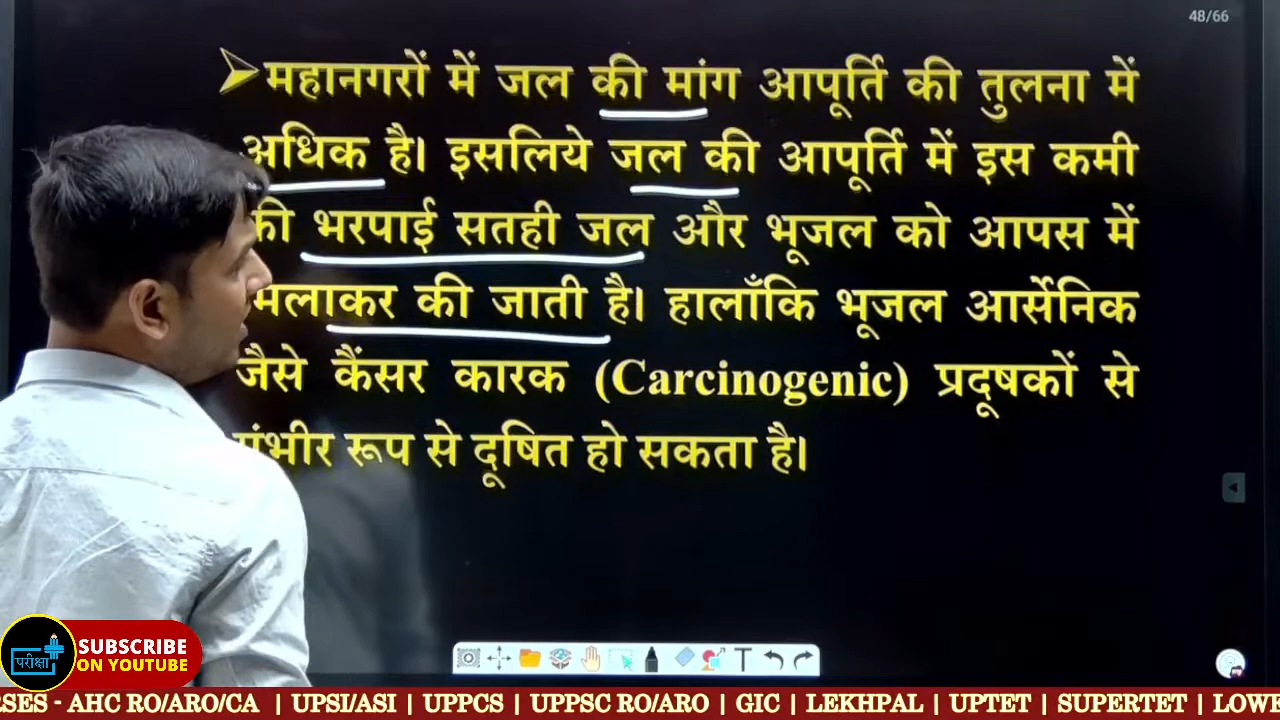 48/66
महानगरों में जल की मांग आपूर्ति की तुलना में
अधिक है। इसलिये जल की आपूर्ति में इस कमी
की भरपाई सतही जल और भूजल को आपस में
मिलाकर की जाती है। हालाँकि भूजल आर्सेनिक
जैसे कैंसर कारक (Carcinogenic) प्रदूषकों से
गंभीर रूप से दूषित हो सकता है।
परीक्षा
SUBSCRIBE
ON YOUTUBE
T
RSES - AHC RO/ARO/CA | UPSI/ASI | UPPCS | UPPSC RO/ARO | GIC | LEKHPAL | UPTET | SUPERTET |